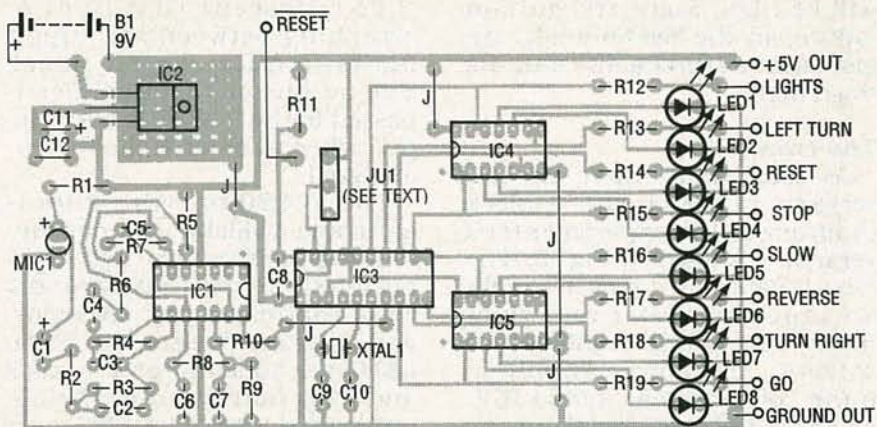 B1
9V
RESET
IC2
+5V OUT
R12
LIGHTS
LED1
C11
R11
C12
R13
LEFT TURN
IC4
LED2
R14
RESET
R1
J
J
JU1
(SEE TEXT)
LED3
R5
R15
STOP
C5
LED4
R7
MIC1
J
R16
SLOW
R6
C8
IC3
LED5
IC1
R17
REVERSE
C4
IC5
LED6
J
C1
R4
R10
R18
TURN RIGHT
XTAL1
LED7
C3
R8
J
R2
R3
R9
R19
GO
C2
C6
C7
C9
C10
LED8
GROUND OUT